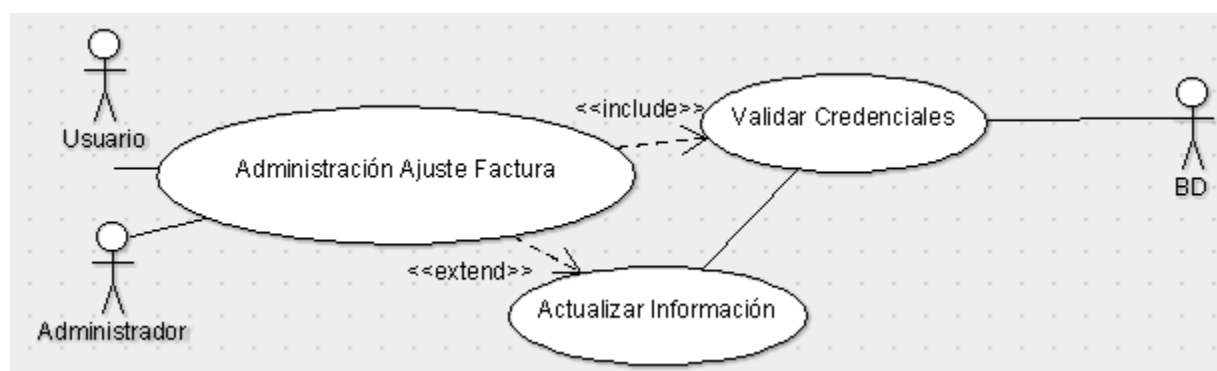 <<include>>
Validar Credenciales
Usuario
Administración Ajuste Factura
BD
<<extend>>
Actualizar Información
Administrador